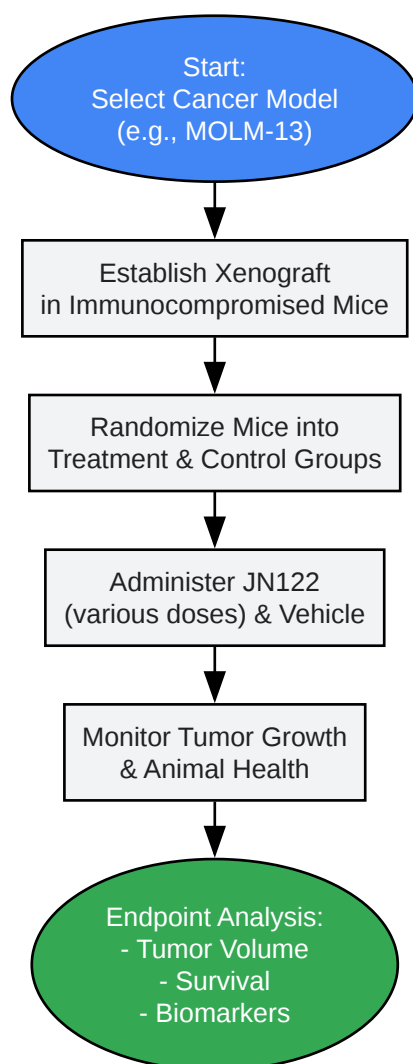 Start:
Select Cancer Model
(e.g., MOLM-13)
Establish Xenograft
in Immunocompromised Mice
Randomize Mice into
Treatment & Control Groups
Administer JN122
(various doses) & Vehicle
Monitor Tumor Growth
& Animal Health
Endpoint Analysis:
- Tumor Volume
- Survival
- Biomarkers